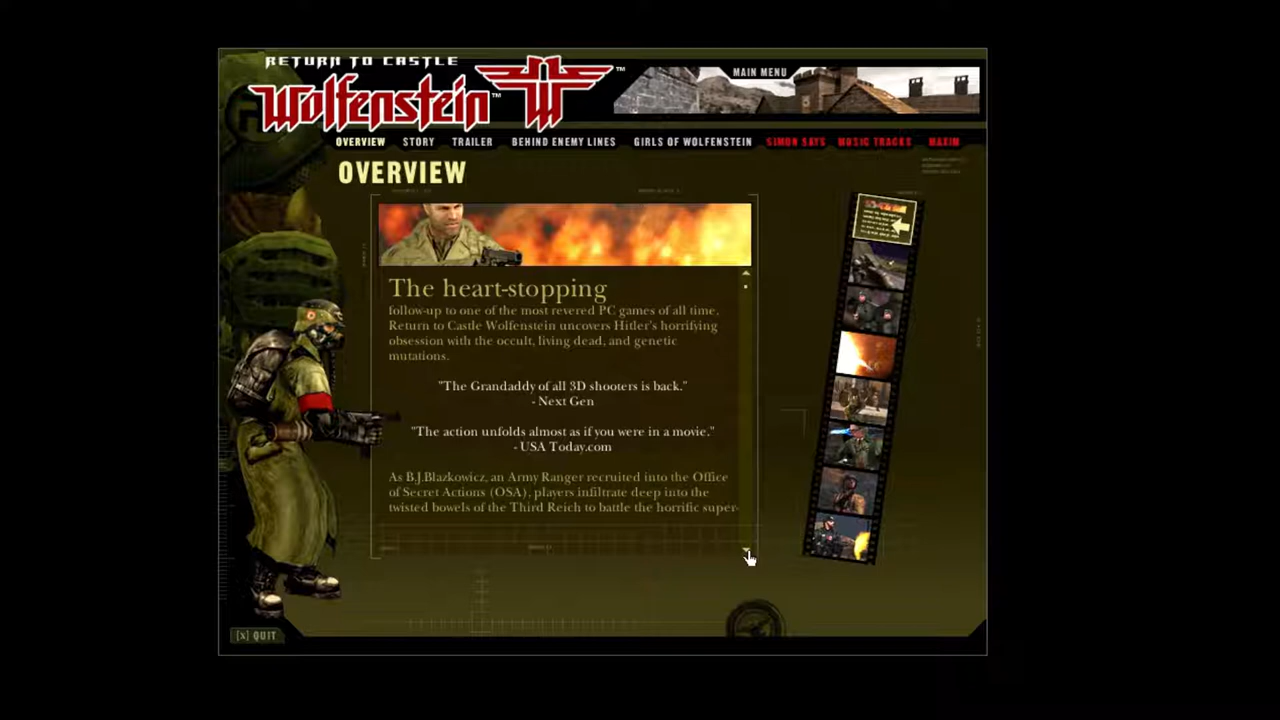 RETURN TO CASTLE
Wolfenstein™
™
MAIN MENU
OVERVIEW STORY TRAILER BEHIND ENEMY LINES GIRLS OF WOLFENSTEIN SIMON SAYS MUSIC TRACKS MAXIM
OVERVIEW
The heart-stopping
follow-up to one of the most revered PC games of all time,
Return to Castle Wolfenstein uncovers Hitler's horrifying
obsession with the occult, living dead, and genetic
mutations.
"The Grandaddy of all 3D shooters is back."
- Next Gen
"The action unfolds almost as if you were in a movie."
- USA Today.com
As B.J.Blazkowicz, an Army Ranger recruited into the Office
of Secret Actions (OSA), players infiltrate deep into the
twisted bowels of the Third Reich to battle the horrific super-
[X] QUIT